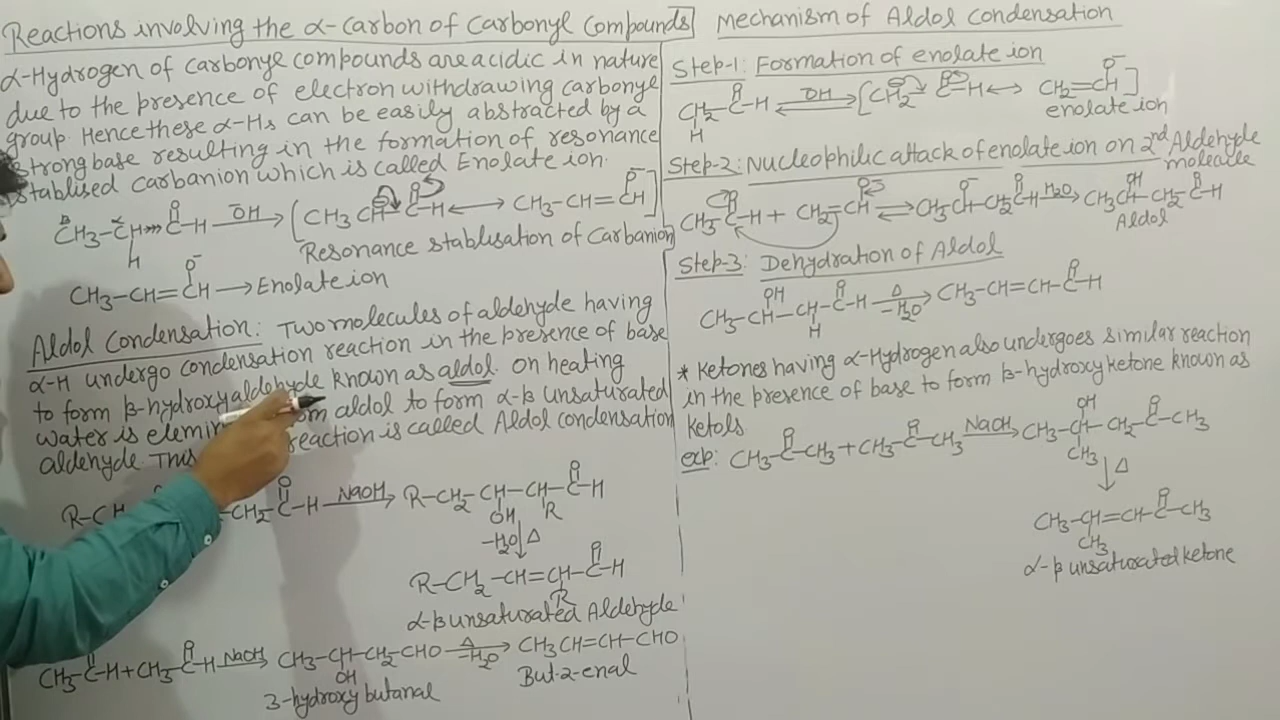 Reactions involving the α-carbon of Carbonyl Compounds
α-Hydrogen of carbonyl compounds are acidic in nature
due to the presence of electron withdrawing carbonyl
group. Hence these α-Hs can be easily abstracted by a
strong base resulting in the formation of resonance
stablised carbanion which is called Enolate ion.
β α O
CH₃-CH-C-H ŌH→ [CH₃ CH C-H ⟷ CH₃-CH=CH]
H
Resonance stablisation of Carbanion
CH₃-CH=CH → Enolate ion
Aldol Condensation: Two molecules of aldehyde having
α-H undergo condensation reaction in the presence of base
to form β-hydroxyaldehyde known as aldol. on heating
water is elemin om aldol to form α-β unsaturated
aldehyde. This reaction is called Aldol condensation
R-CH CH₂-C-H NaOH→ R-CH₂-CH-CH-C-H
OH R
-H₂O ↓ Δ
R-CH₂-CH=CH-C-H
R
α-β unsaturated Aldehyde
CH₃-C-H + CH₃-C-H NaOH→ CH₃-CH-CH₂-CHO Δ -H₂O→ CH₃CH=CH-CHO
OH
3-hydroxy butanal
But-2-enal
Mechanism of Aldol condensation
Step-1: Formation of enolate ion
CH₂-C-H ŌH⇌ [CH₂ C-H ⟷ CH₂=CH]
H
enolate ion
Step-2: Nucleophilic attack of enolate ion on 2nd Aldehyde
molecule
CH₃-C-H + CH₂=CH ⇌ CH₃-CH-CH₂C-H H₂O→ CH₃CH-CH₂-C-H
Aldol
Step-3: Dehydration of Aldol
OH O
CH₃-CH-CH-C-H Δ -H₂O→ CH₃-CH=CH-C-H
H
* Ketones having α-Hydrogen also undergoes similar reaction
in the presence of base to form β-hydroxyketone known as
Ketols
exp: CH₃-C-CH₃ + CH₃-C-CH₃ NaOH→ CH₃-CH-CH₂-C-CH₃
CH₃
↓ Δ
CH₃-CH=CH-C-CH₃
CH₃
α-β unsaturated ketone